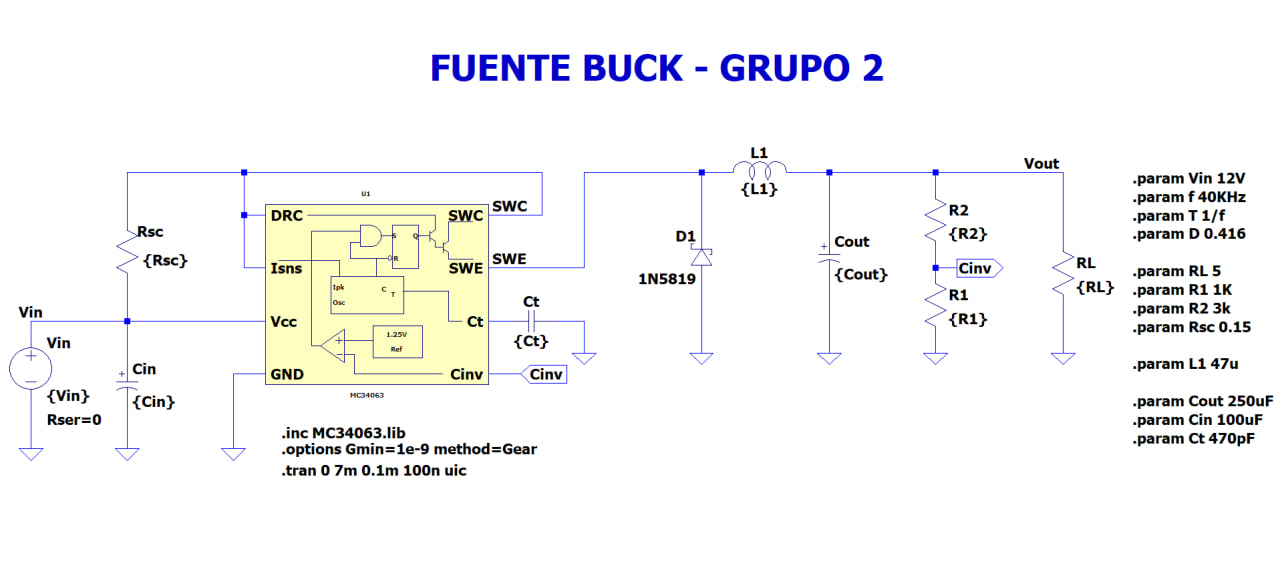 FUENTE BUCK - GRUPO 2
L1
{L1}
Vout
U1
DRC
SWC
SWC
S
Q
R
Isns
SWE
SWE
Ipk
Osc
C
T
Vcc
Ct
1.25V
Ref
GND
Cinv
Cinv
MC34063
Rsc
{Rsc}
Vin
Vin
{Vin}
Rser=0
Cin
{Cin}
Ct
{Ct}
D1
1N5819
Cout
{Cout}
R2
{R2}
Cinv
R1
{R1}
RL
{RL}
.inc MC34063.lib
.options Gmin=1e-9 method=Gear
.tran 0 7m 0.1m 100n uic
.param Vin 12V
.param f 40KHz
.param T 1/f
.param D 0.416
.param RL 5
.param R1 1K
.param R2 3k
.param Rsc 0.15
.param L1 47u
.param Cout 250uF
.param Cin 100uF
.param Ct 470pF